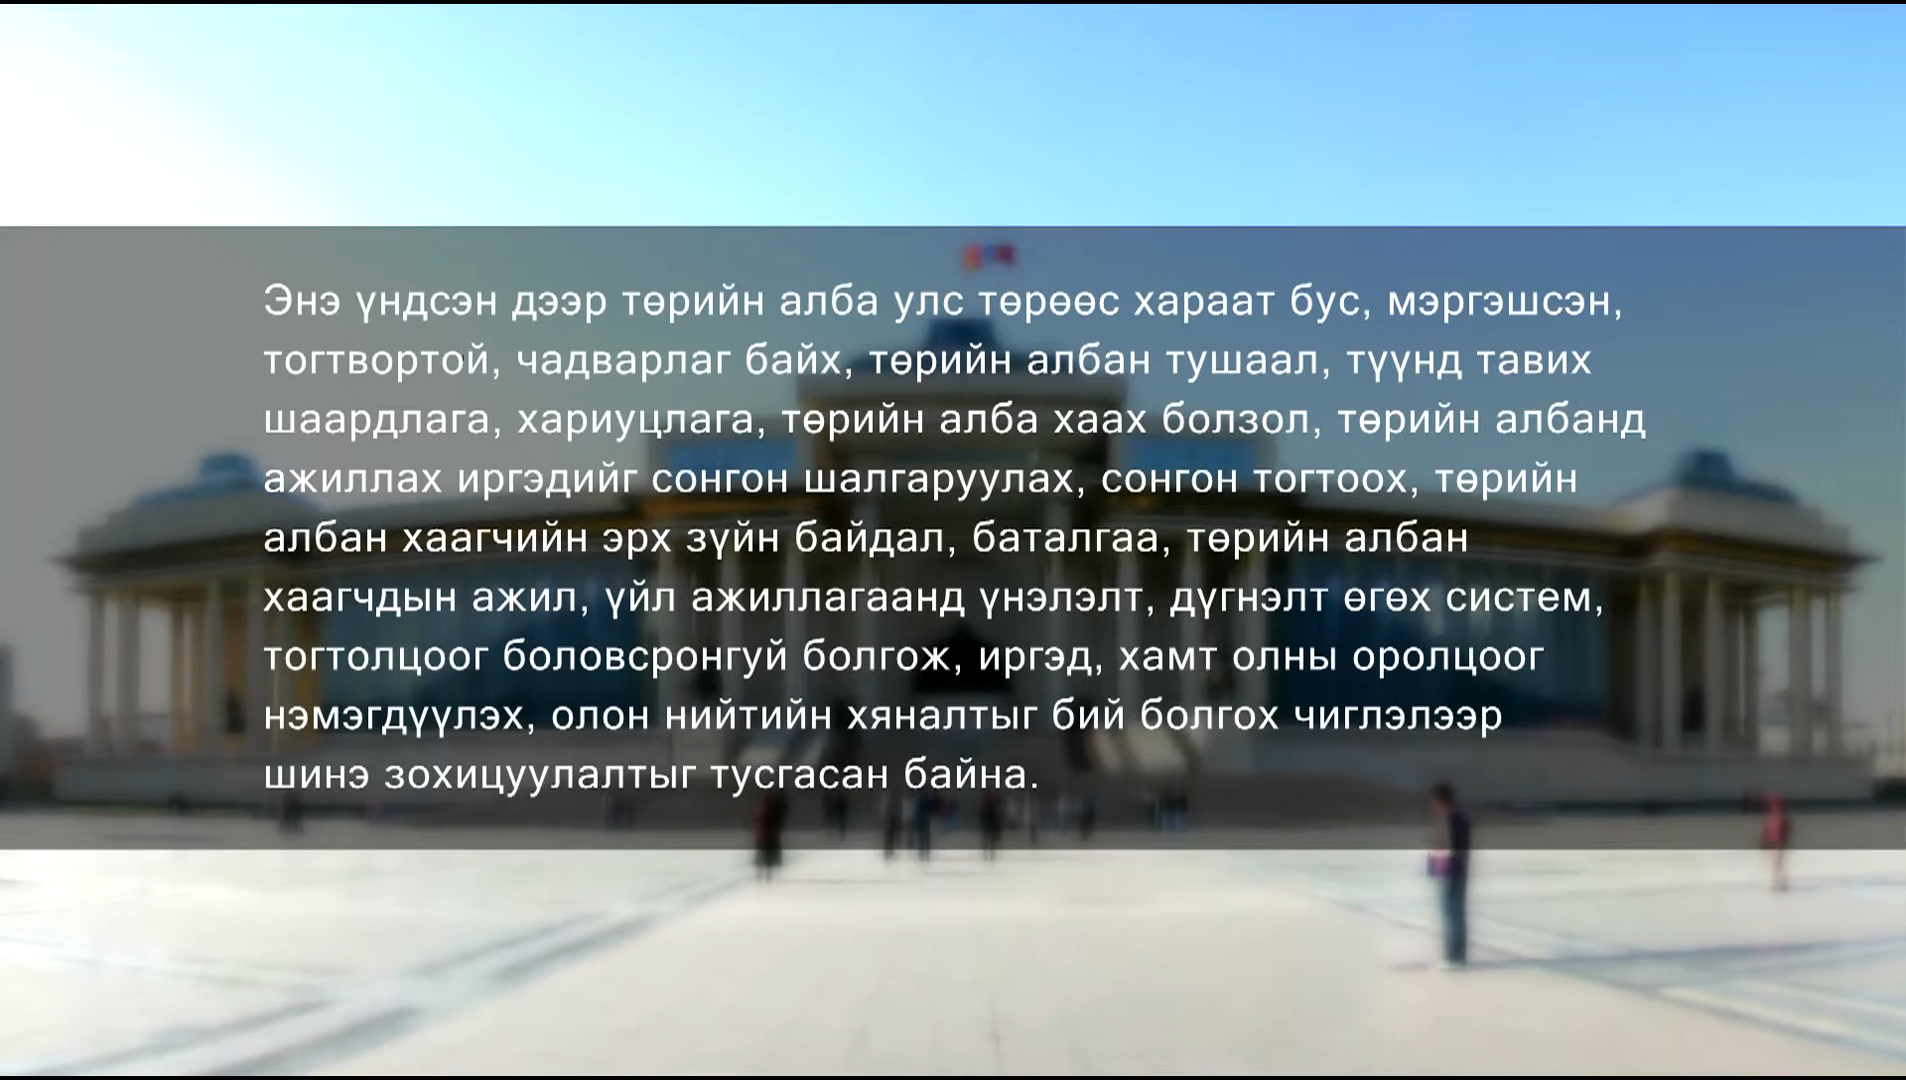 Энэ үндсэн дээр төрийн алба улс төрөөс хараат бус, мэргэшсэн,
тогтвортой, чадварлаг байх, төрийн албан тушаал, түүнд тавих
шаардлага, хариуцлага, төрийн алба хаах болзол, төрийн албанд
ажиллах иргэдийг сонгон шалгаруулах, сонгон тогтоох, төрийн
албан хаагчийн эрх зүйн байдал, баталгаа, төрийн албан
хаагчдын ажил, үйл ажиллагаанд үнэлэлт, дүгнэлт өгөх систем,
тогтолцоог боловсронгуй болгож, иргэд, хамт олны оролцоог
нэмэгдүүлэх, олон нийтийн хяналтыг бий болгох чиглэлээр
шинэ зохицуулалтыг тусгасан байна.